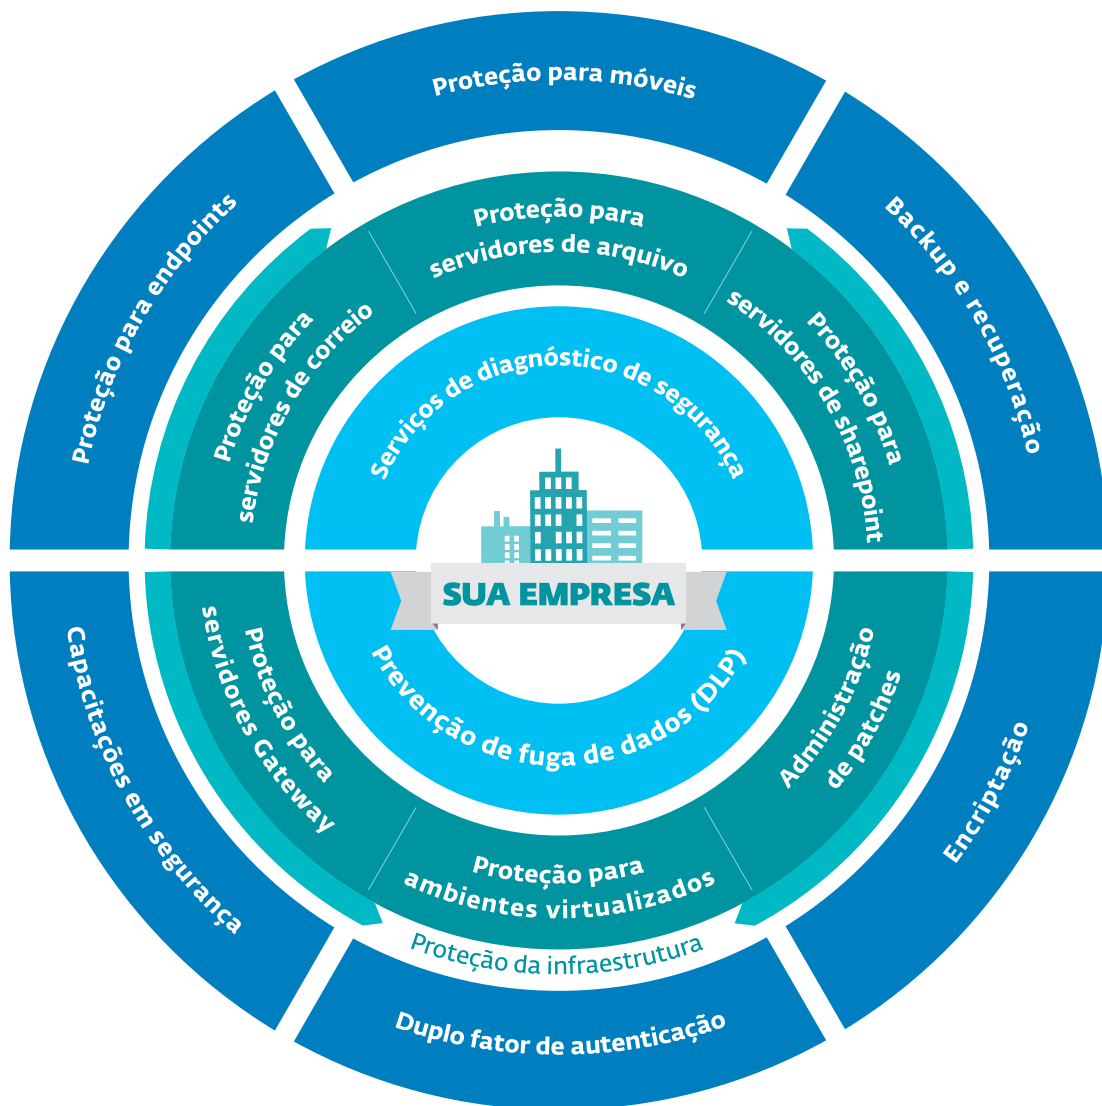 Proteção para móveis
Proteção para endpoints
Backup e recuperação
Proteção para
servidores de arquivo
Proteção para
servidores de correio
Proteção para
servidores de sharepoint
Serviços de diagnóstico de segurança
SUA EMPRESA
Prevenção de fuga de dados (DLP)
Proteção para
servidores Gateway
Administração
de patches
Proteção para
ambientes virtualizados
Proteção da infraestrutura
Capacitações em segurança
Encriptação
Duplo fator de autenticação